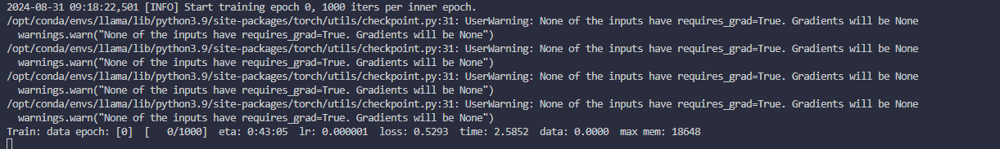 2024-08-31 09:18:22,501 [INFO] Start training epoch 0, 1000 iters per inner epoch.
/opt/conda/envs/llama/lib/python3.9/site-packages/torch/utils/checkpoint.py:31: UserWarning: None of the inputs have requires_grad=True. Gradients will be None
  warnings.warn("None of the inputs have requires_grad=True. Gradients will be None")
/opt/conda/envs/llama/lib/python3.9/site-packages/torch/utils/checkpoint.py:31: UserWarning: None of the inputs have requires_grad=True. Gradients will be None
  warnings.warn("None of the inputs have requires_grad=True. Gradients will be None")
/opt/conda/envs/llama/lib/python3.9/site-packages/torch/utils/checkpoint.py:31: UserWarning: None of the inputs have requires_grad=True. Gradients will be None
  warnings.warn("None of the inputs have requires_grad=True. Gradients will be None")
/opt/conda/envs/llama/lib/python3.9/site-packages/torch/utils/checkpoint.py:31: UserWarning: None of the inputs have requires_grad=True. Gradients will be None
  warnings.warn("None of the inputs have requires_grad=True. Gradients will be None")
Train: data epoch: [0]  [   0/1000]  eta: 0:43:05  lr: 0.000001  loss: 0.5293  time: 2.5852  data: 0.0000  max mem: 18648